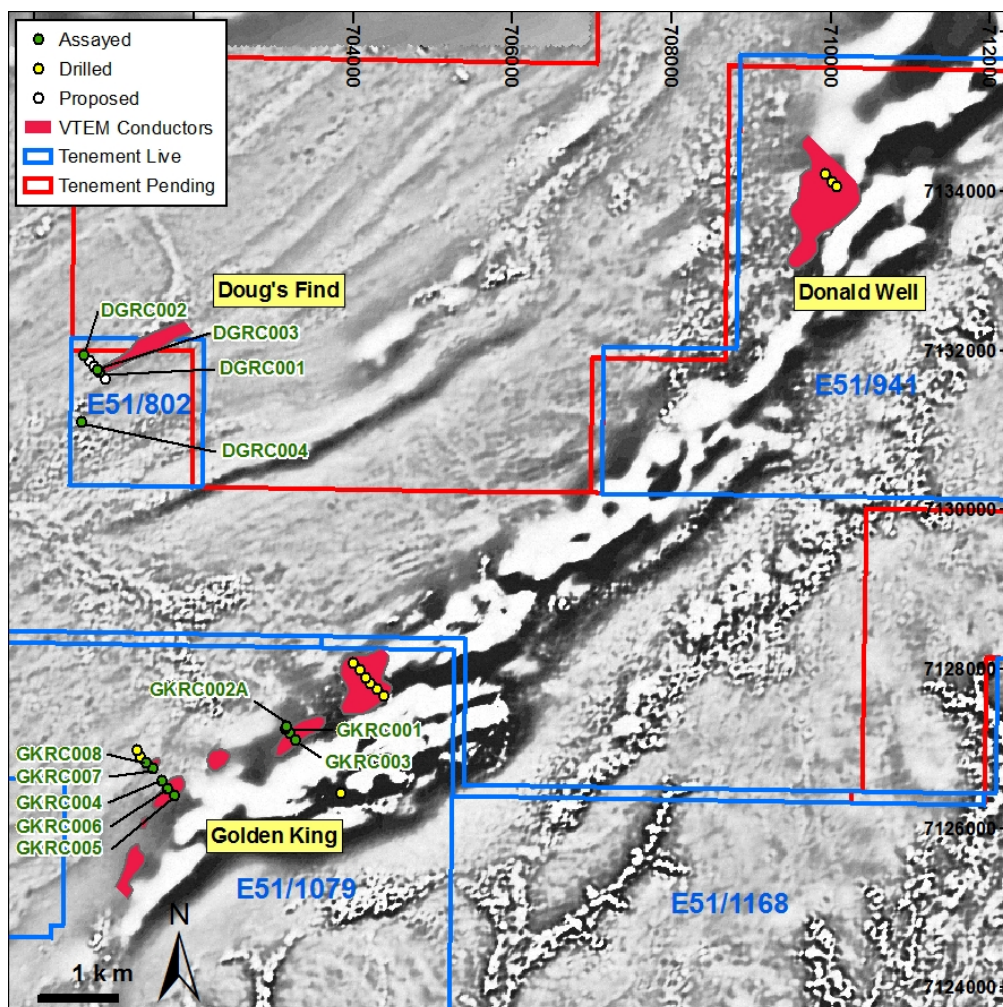 Assayed
Drilled
Proposed
VTEM Conductors
Tenement Live
Tenement Pending
704000
706000
708000
710000
712000
7134000
Doug's Find
Donald Well
DGRC002
DGRC003
DGRC001
7132000
E51/802
E51/941
DGRC004
7130000
GKRC002A
7128000
GKRC001
GKRC003
GKRC008
GKRC007
GKRC004
GKRC006
GKRC005
Golden King
7126000
E51/1079
E51/1168
N
1 km
7124000